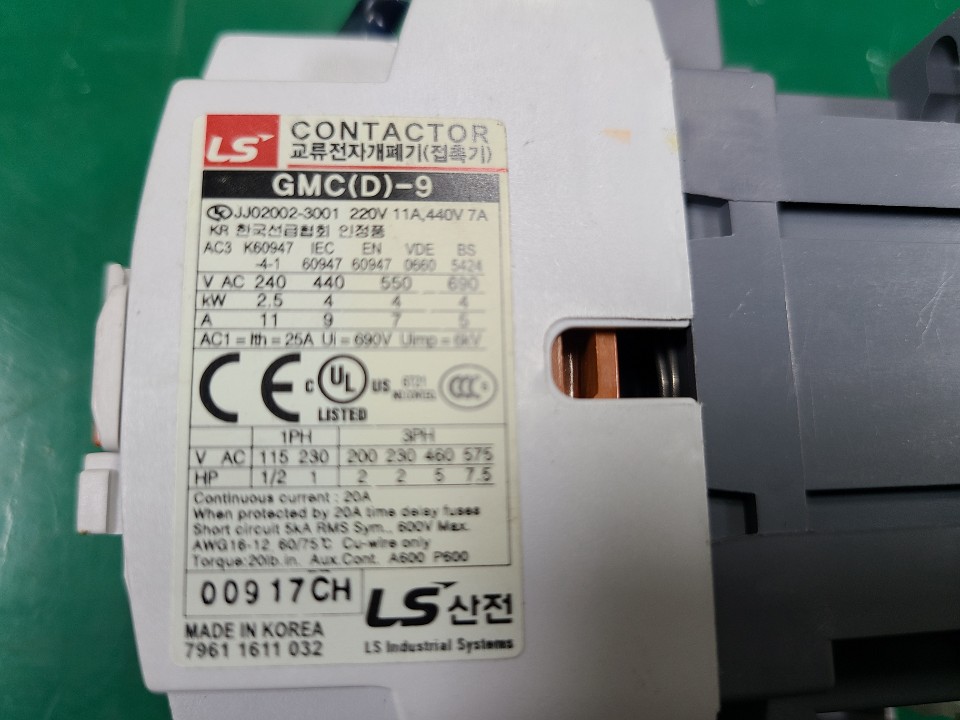 LS CONTACTOR
교류전자개폐기(접촉기)
GMC(D)-9
JJ02002-3001 220V 11A,440V 7A
KR 한국선급협회 인정품
AC3 K60947 IEC EN VDE BS
-4-1 60947 60947 0660 5424
V AC 240 440 550 690
kW 2.5 4 4 4
A 11 9 7 5
AC1 = Ith = 25A Ui = 690V Uimp = 6kV
CE C UL US CCC
LISTED
1PH 3PH
V AC 115 230 200 230 460 575
HP 1/2 1 2 2 5 7.5
Continuous current : 20A
When protected by 20A time delay fuses
Short circuit 5kA RMS Sym., 600V Max.
AWG16-12, 60/75℃ Cu-wire only
Torque:20lb.in. Aux.Cont. A600 P600
00917CH
LS산전
MADE IN KOREA
7961 1611 032
LS Industrial Systems